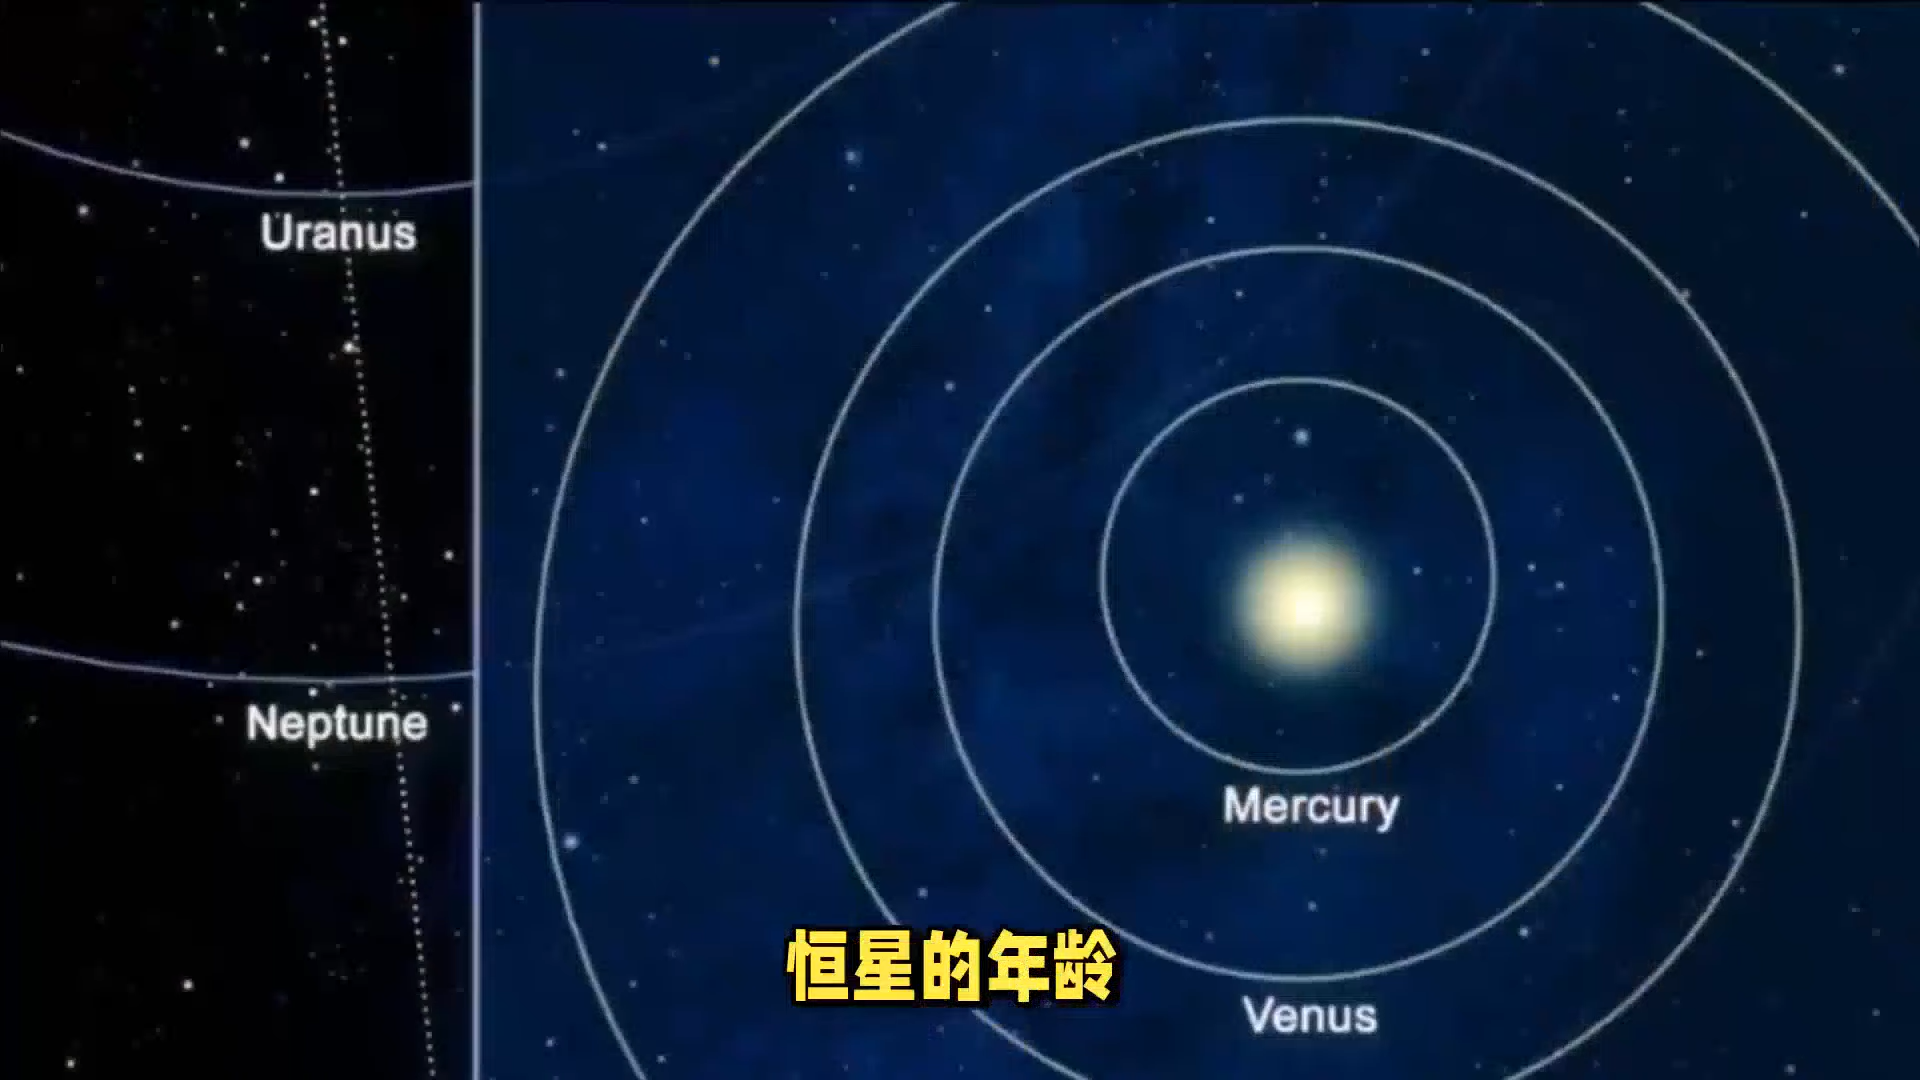 Uranus
Neptune
Mercury
恒星的年龄
Venus